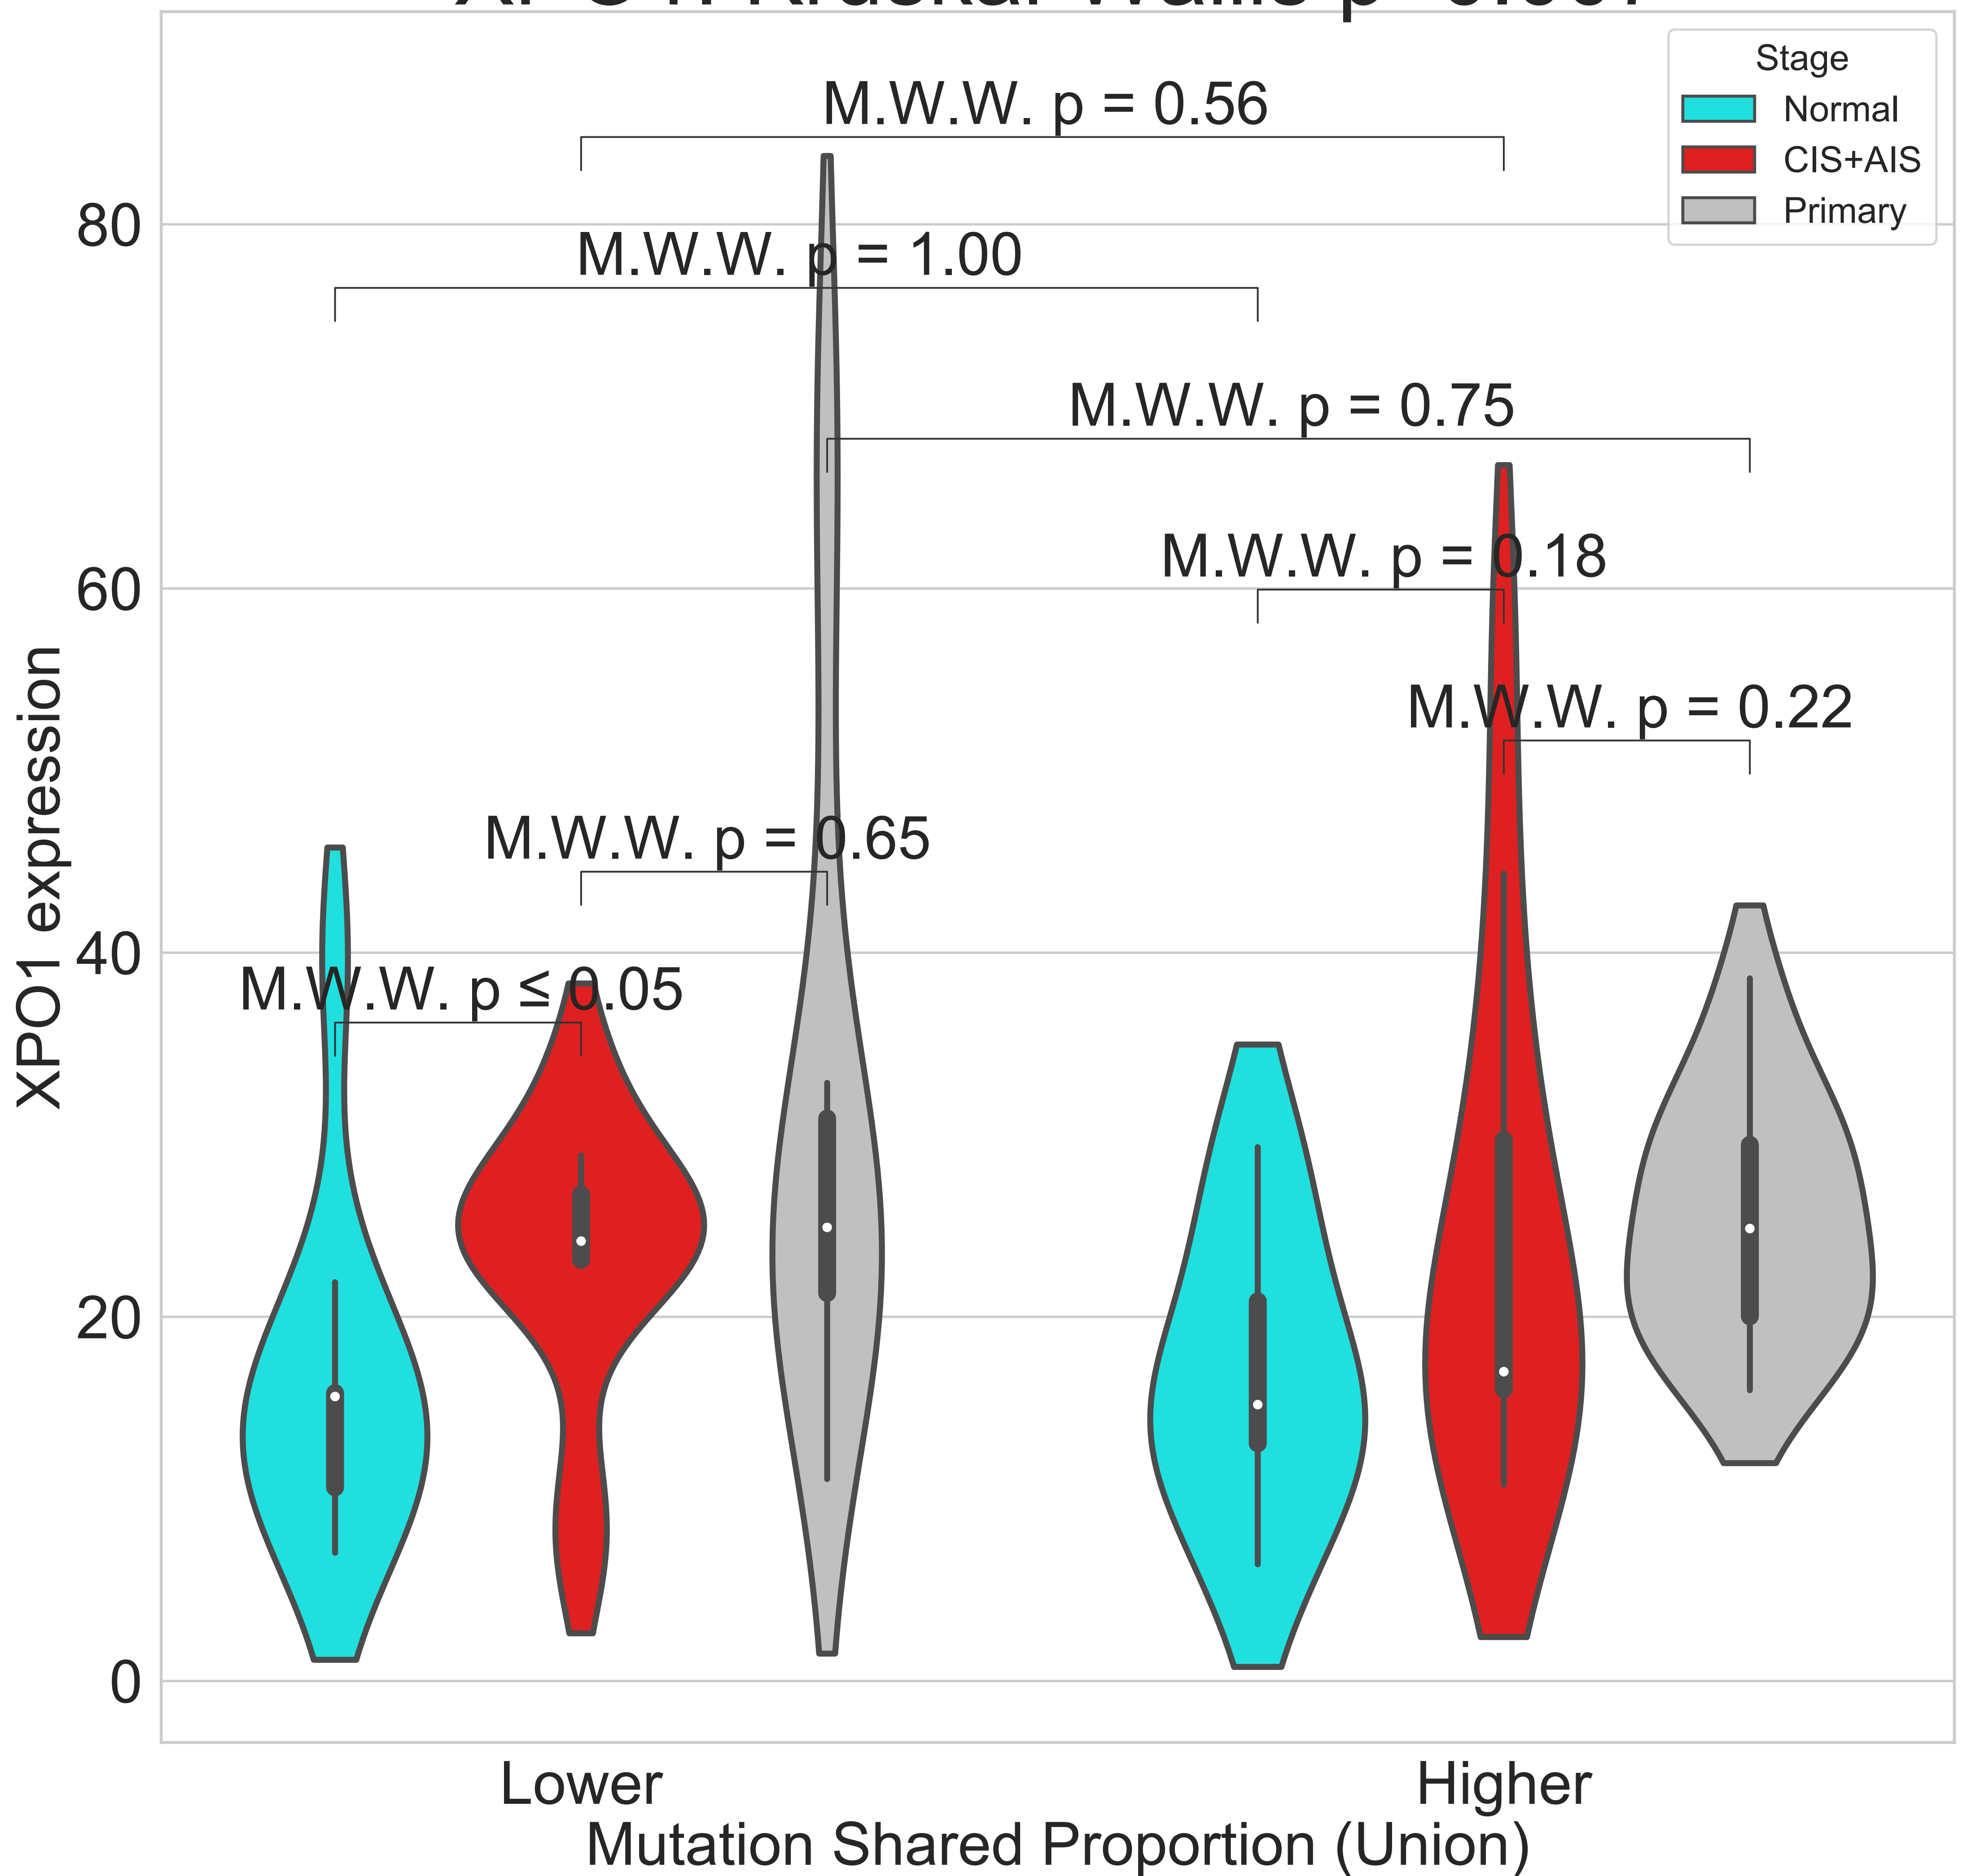 Stage
Normal
CIS+AIS
Primary
M.W.W. p = 0.56
M.W.W. p = 1.00
M.W.W. p = 0.75
M.W.W. p = 0.18
M.W.W. p = 0.22
M.W.W. p = 0.65
M.W.W. p ≤ 0.05
80
60
40
20
0
XPO1 expression
Lower
Higher
Mutation Shared Proportion (Union)